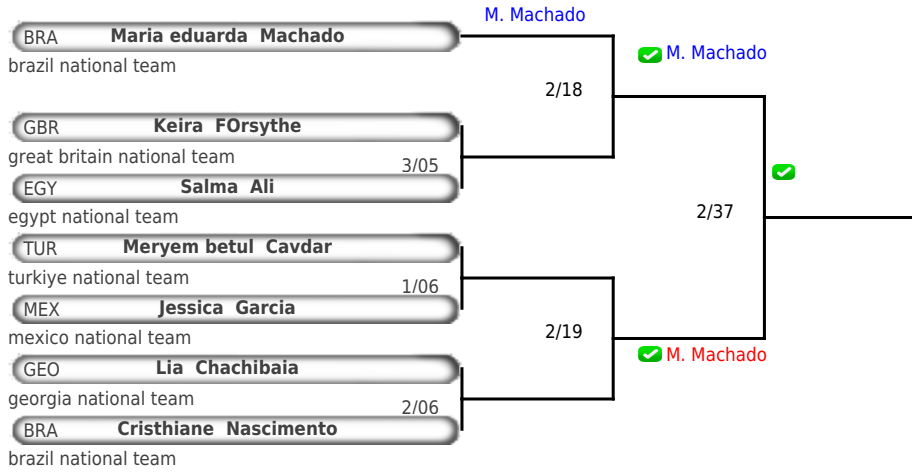 M. Machado
BRA Maria eduarda Machado
brazil national team
M. Machado
2/18
GBR Keira FOrsythe
great britain national team
3/05
EGY Salma Ali
egypt national team
2/37
TUR Meryem betul Cavdar
turkiye national team
1/06
MEX Jessica Garcia
mexico national team
2/19
M. Machado
GEO Lia Chachibaia
georgia national team
2/06
BRA Cristhiane Nascimento
brazil national team